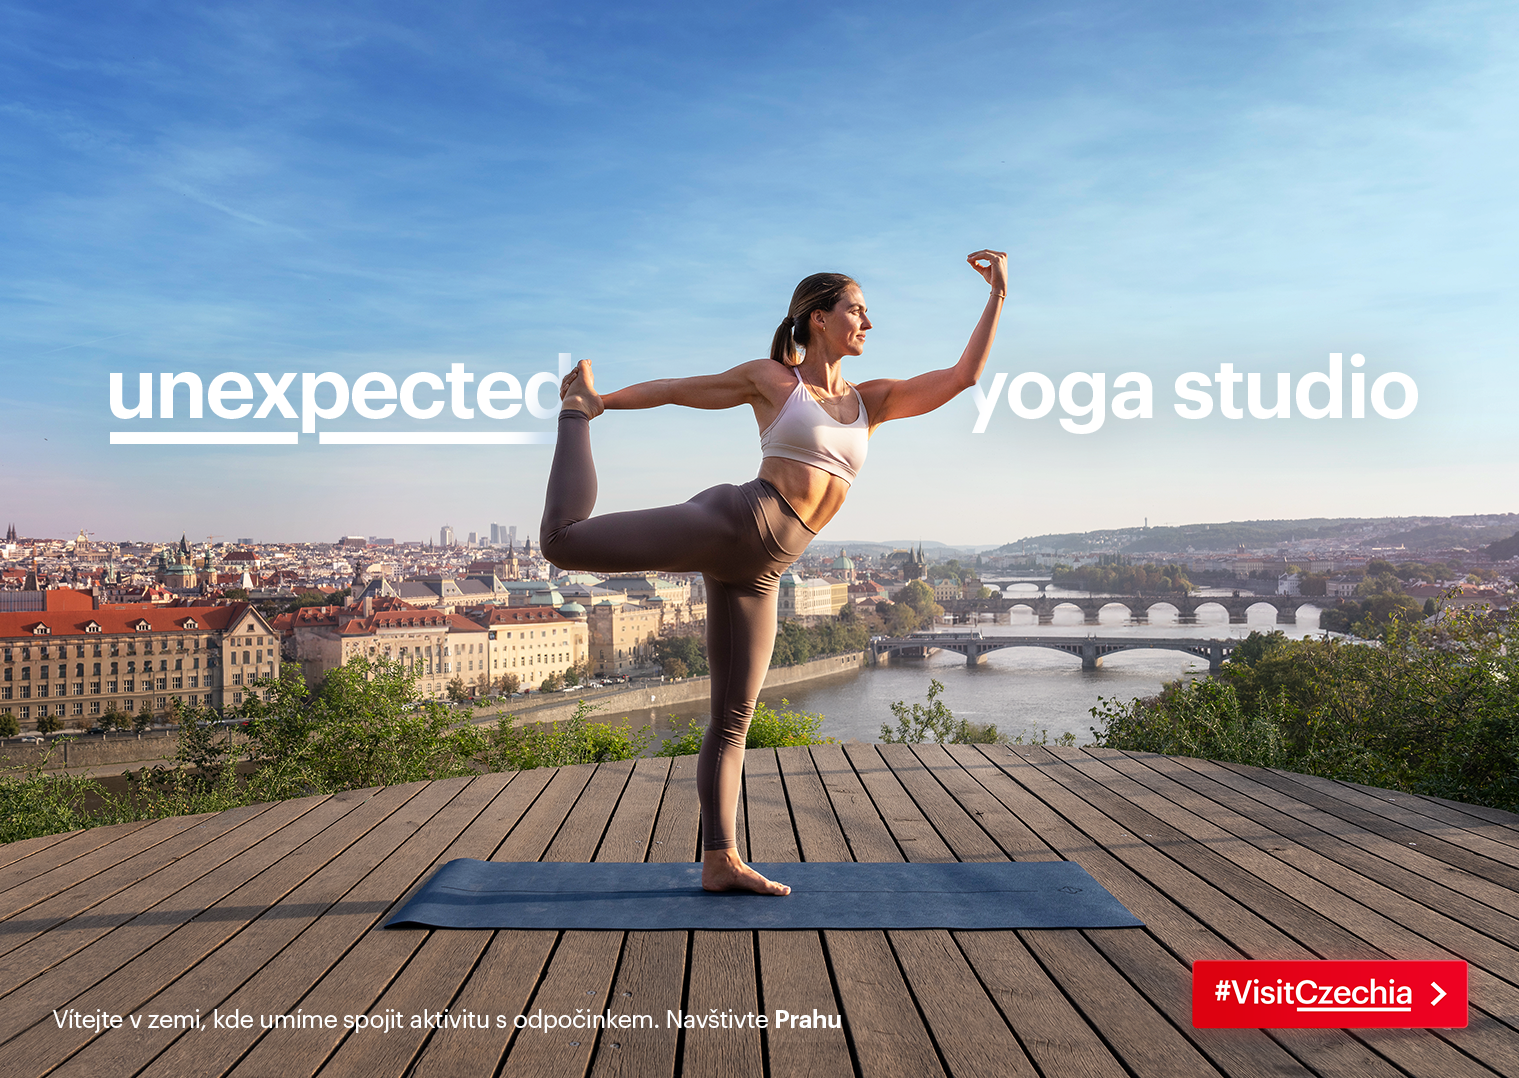 unexpected yoga studio
Vítejte v zemi, kde umíme spojit aktivitu s odpočinkem. Navštivte Prahu
#VisitCzechia